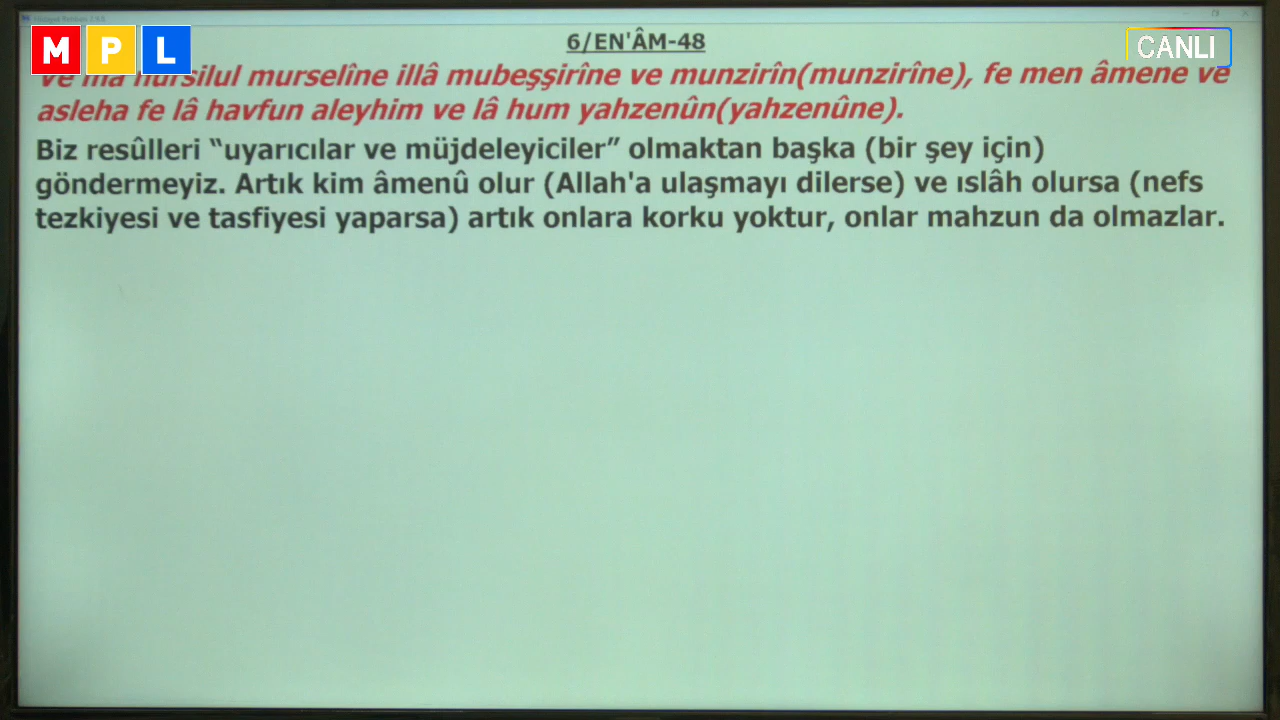 MPL
CANLI
6/EN'ÂM-48
Ve mâ nursilul murselîne illâ mubeşşirîne ve munzirîn(munzirîne), fe men âmene ve
asleha fe lâ havfun aleyhim ve lâ hum yahzenûn(yahzenûne).
Biz resûlleri “uyarıcılar ve müjdeleyiciler” olmaktan başka (bir şey için)
göndermeyiz. Artık kim âmenû olur (Allah'a ulaşmayı dilerse) ve ıslâh olursa (nefs
tezkiyesi ve tasfiyesi yaparsa) artık onlara korku yoktur, onlar mahzun da olmazlar.